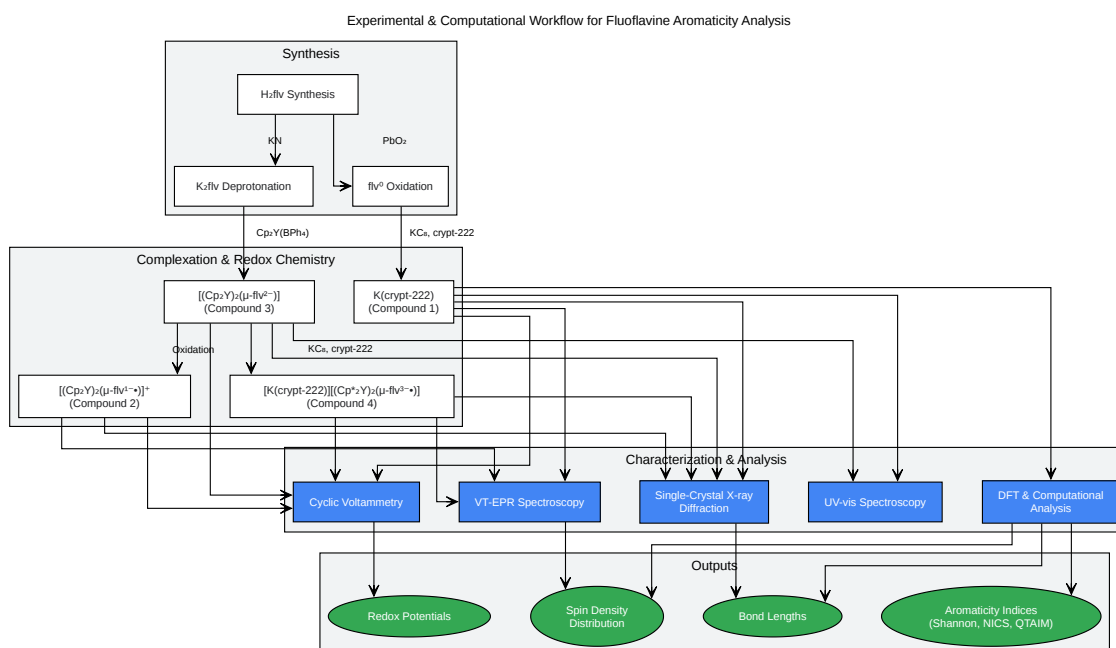 Experimental & Computational Workflow for Fluoflavine Aromaticity Analysis
Synthesis
H₂flv Synthesis
KN
PbO₂
K₂flv Deprotonation
flv⁰ Oxidation
Cp₂Y(BPh₄)
KC₈, crypt-222
Complexation & Redox Chemistry
[(Cp₂Y)₂(μ-flv²⁻)]
(Compound 3)
K(crypt-222)
(Compound 1)
Oxidation
KC₈, crypt-222
[(Cp₂Y)₂(μ-flv¹⁻•)]⁺
(Compound 2)
[K(crypt-222)][(Cp*₂Y)₂(μ-flv³⁻•)]
(Compound 4)
Characterization & Analysis
Cyclic Voltammetry
VT-EPR Spectroscopy
Single-Crystal X-ray
Diffraction
UV-vis Spectroscopy
DFT & Computational
Analysis
Outputs
Redox Potentials
Spin Density
Distribution
Bond Lengths
Aromaticity Indices
(Shannon, NICS, QTAIM)